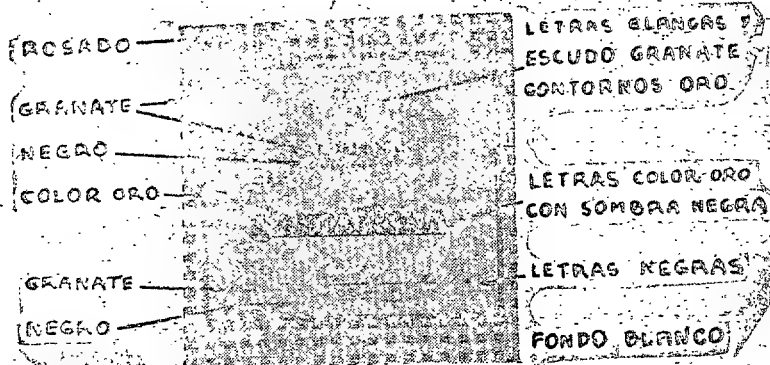 ROSADO
GRANATE
NEGRO
COLOR ORO
GRANATE
NEGRO
LETRAS BLANCAS Y
ESCUDO GRANATE
CONTORNOS ORO
LETRAS COLOR ORO
CON SOMBRA NEGRA
LETRAS NEGRAS
FONDO BLANCO